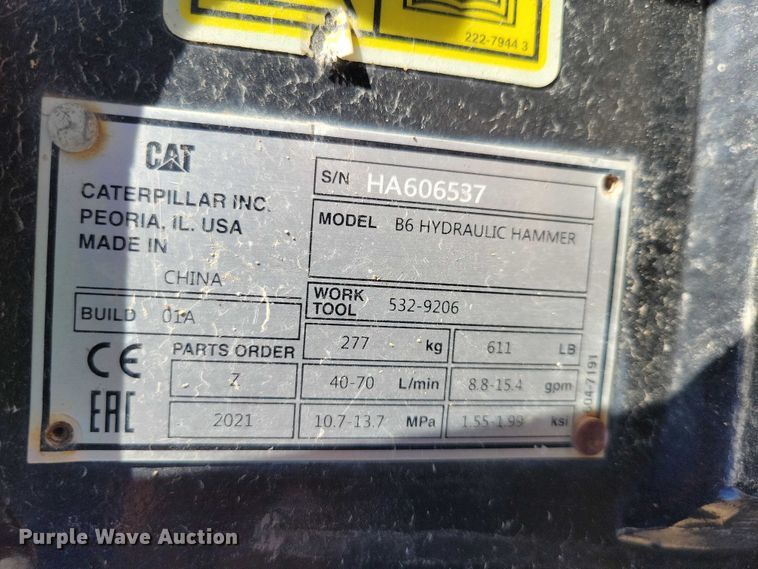 222-7944 3
CAT
CATERPILLAR INC.
PEORIA, IL. USA
MADE IN
CHINA
BUILD 01A
PARTS ORDER
7
2021
CE
EAC
S/N HA606537
MODEL B6 HYDRAULIC HAMMER
WORK TOOL 532-9206
277 kg 611 LB
40-70 L/min 8.8-15.4 gpm
10.7-13.7 MPa 1.55-1.99 ksi
Purple Wave Auction